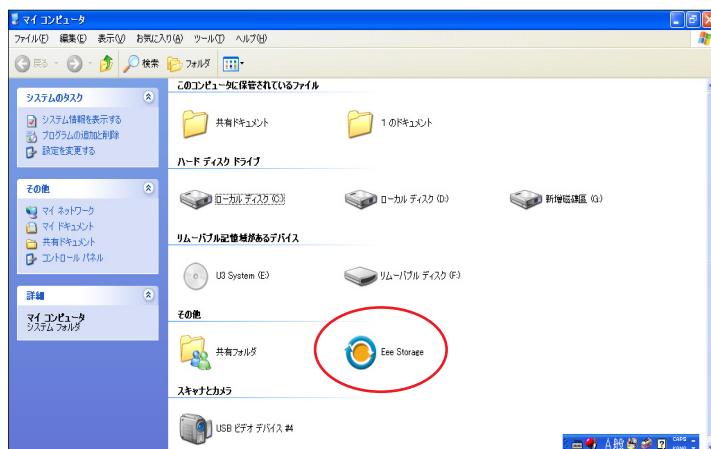 マイ コンピュータ
ファイル(F) 編集(E) 表示(V) お気に入り(A) ツール(T) ヘルプ(H)
戻る 検索 フォルダ
システムのタスク
システム情報を表示する
プログラムの追加と削除
設定を変更する
その他
マイ ネットワーク
マイ ドキュメント
共有ドキュメント
コントロール パネル
詳細
マイ コンピュータ
システム フォルダ
このコンピュータに保管されているファイル
共有ドキュメント 1 のドキュメント
ハード ディスク ドライブ
ローカル ディスク (C:) ローカル ディスク (D:) 新增磁碟區 (G:)
リムーバブル記憶域があるデバイス
U3 System (E:) リムーバブル ディスク (F:)
その他
共有フォルダ Eee Storage
スキャナとカメラ
USB ビデオ デバイス #4
A 般 CAPS
KANA